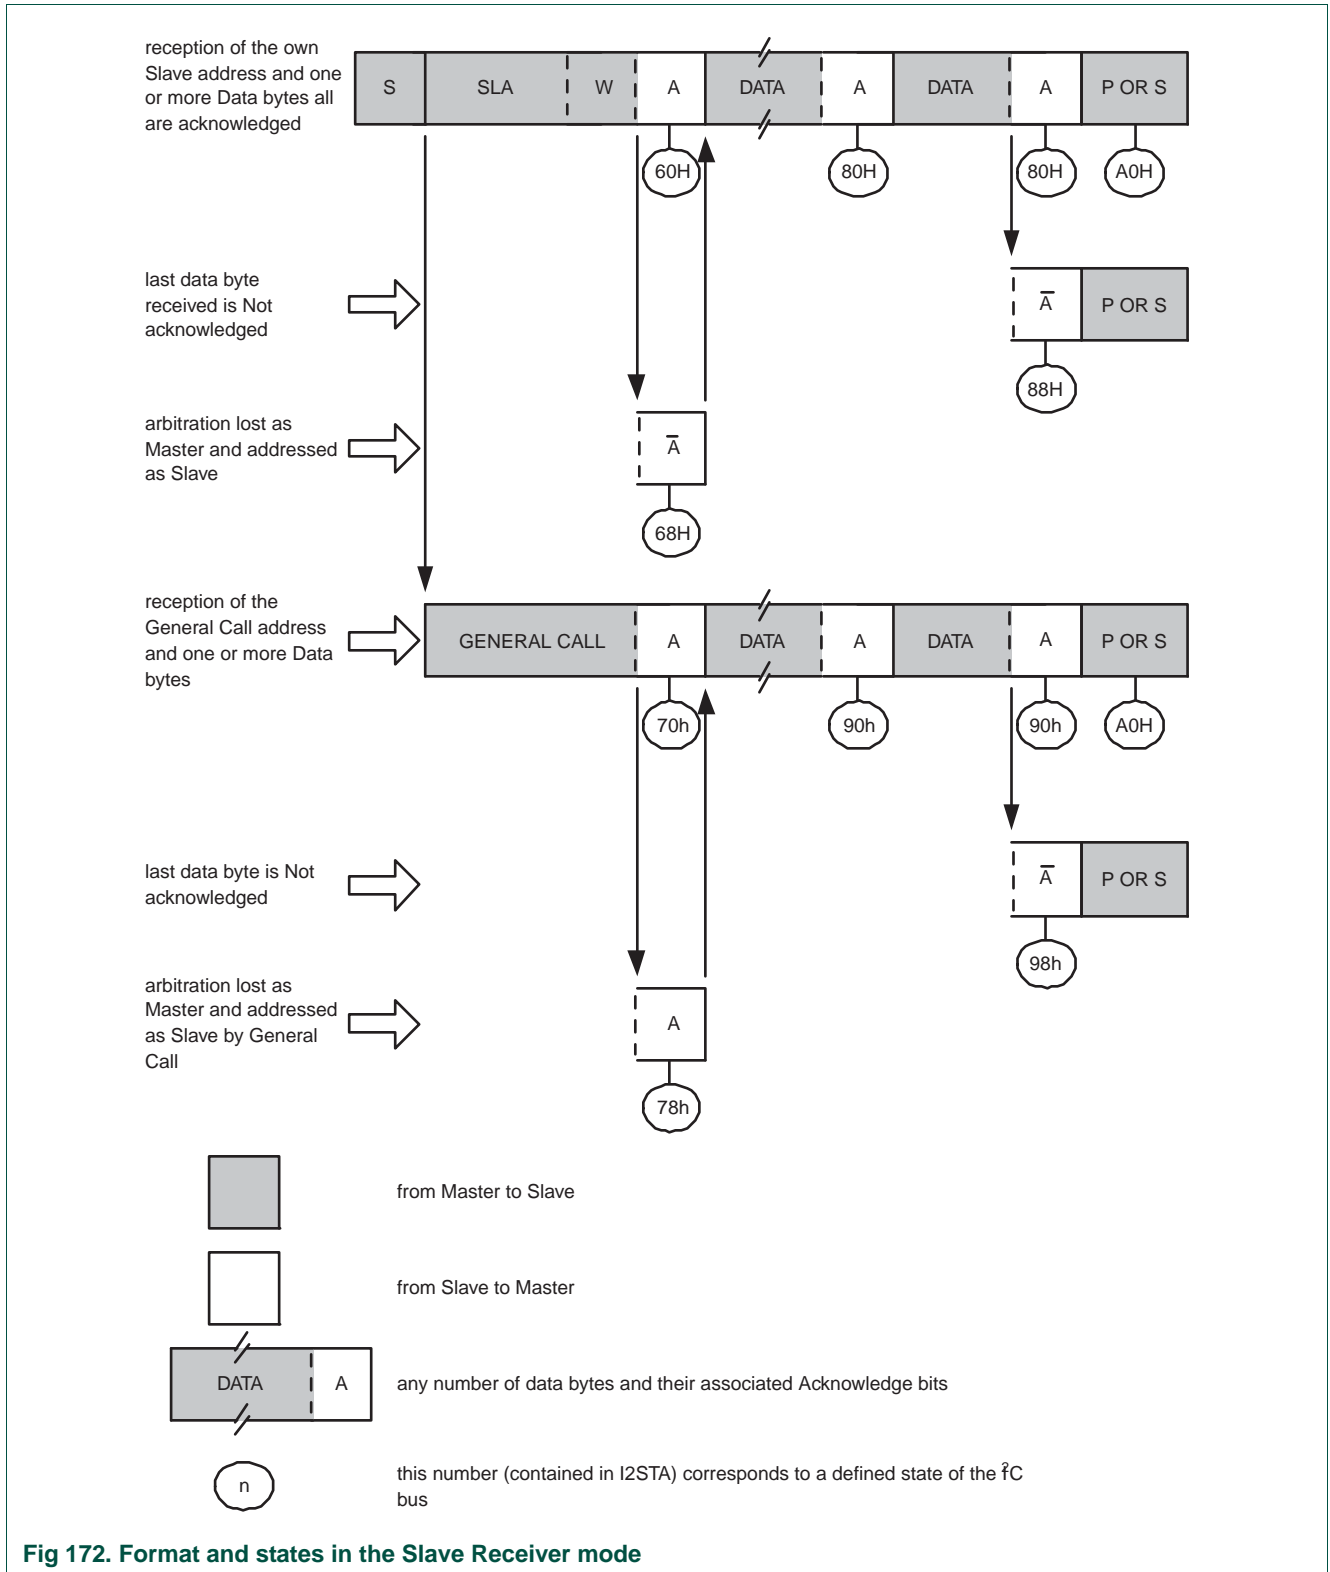 reception of the own
Slave address and one
or more Data bytes all
are acknowledged
S SLA W A DATA A DATA A P OR S
60H 80H 80H A0H
last data byte
received is Not
acknowledged
A̅ P OR S
88H
arbitration lost as
Master and addressed
as Slave
A̅
68H
reception of the
General Call address
and one or more Data
bytes
GENERAL CALL A DATA A DATA A P OR S
70h 90h 90h A0H
last data byte is Not
acknowledged
A̅ P OR S
98h
arbitration lost as
Master and addressed
as Slave by General
Call
A
78h
from Master to Slave
from Slave to Master
DATA A any number of data bytes and their associated Acknowledge bits
n this number (contained in I2STA) corresponds to a defined state of the I²C
bus
Fig 172. Format and states in the Slave Receiver mode